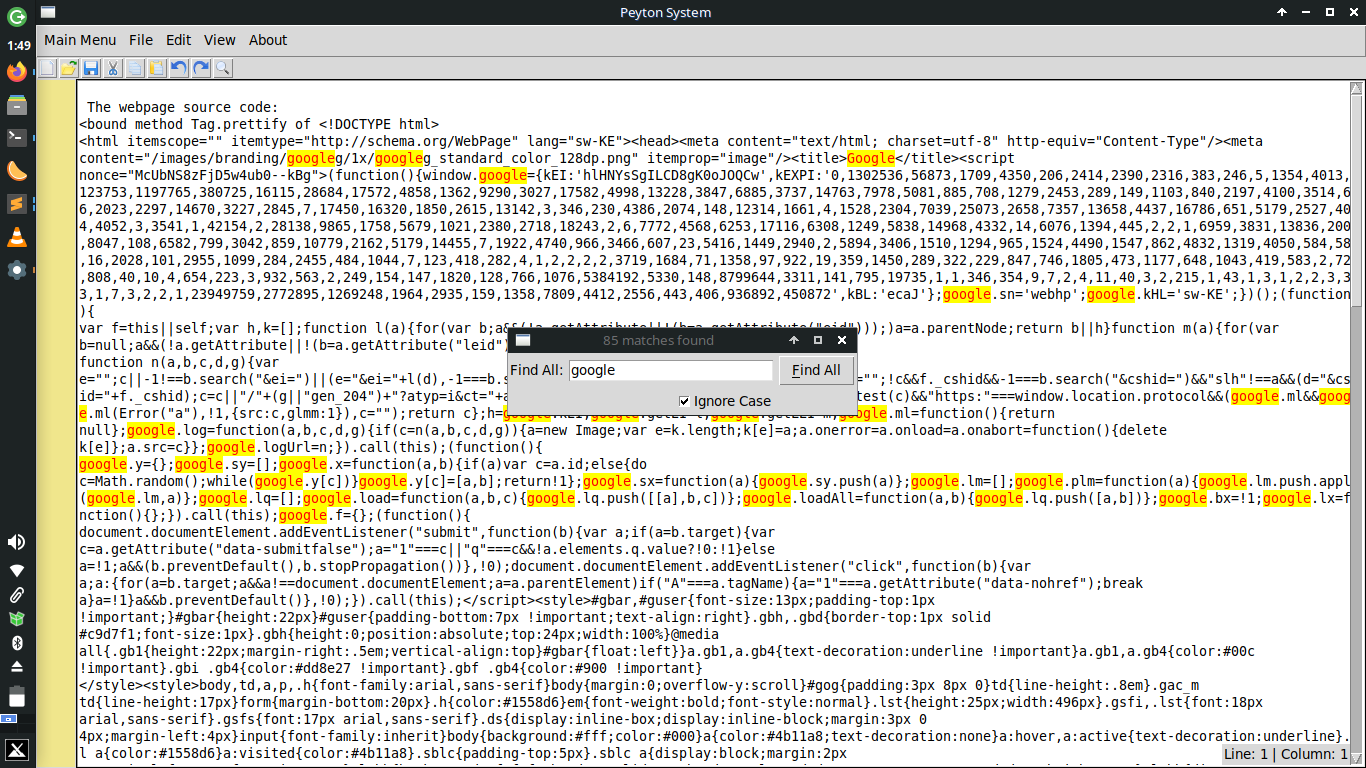 Peyton System
1:49
Main Menu File Edit View About
The webpage source code:
<bound method Tag.prettify of <!DOCTYPE html>
<html itemscope="" itemtype="http://schema.org/WebPage" lang="sw-KE"><head><meta content="text/html; charset=utf-8" http-equiv="Content-Type"/><meta
content="/images/branding/googleg/1x/googleg_standard_color_128dp.png" itemprop="image"/><title>Google</title><script
nonce="McUbNS8zFjD5w4ub0--kBg">(function(){window.google={kEI:'hlHNYsSgILCD8gK0oJOQCw',kEXPI:'0,1302536,56873,1709,4350,206,2414,2390,2316,383,246,5,1354,4013,
123753,1197765,380725,16115,28684,17572,4858,1362,9290,3027,17582,4998,13228,3847,6885,3737,14763,7978,5081,885,708,1279,2453,289,149,1103,840,2197,4100,3514,6
6,2023,2297,14670,3227,2845,7,17450,16320,1850,2615,13142,3,346,230,4386,2074,148,12314,1661,4,1528,2304,7039,25073,2658,7357,13658,4437,16786,651,5179,2527,40
4,4052,3,3541,1,42154,2,28138,9865,1758,5679,1021,2380,2718,18243,2,6,7772,4568,6253,17116,6308,1249,5838,14968,4332,14,6076,1394,445,2,2,1,6959,3831,13836,200
,8047,108,6582,799,3042,859,10779,2162,5179,14455,7,1922,4740,966,3466,607,23,5416,1449,2940,2,5894,3406,1510,1294,965,1524,4490,1547,862,4832,1319,4050,584,58
,16,2028,101,2955,1099,284,2455,484,1044,7,123,418,282,4,1,2,2,2,2,3719,1684,71,1358,97,922,19,359,1450,289,322,229,847,746,1805,473,1177,648,1043,419,583,2,72
,808,40,10,4,654,223,3,932,563,2,249,154,147,1820,128,766,1076,5384192,5330,148,8799644,3311,141,795,19735,1,1,346,354,9,7,2,4,11,40,3,2,215,1,43,1,3,1,2,2,3,3
3,1,7,3,2,2,1,23949759,2772895,1269248,1964,2935,159,1358,7809,4412,2556,443,406,936892,450872',kBL:'ecaJ'};google.sn='webhp';google.kHL='sw-KE';})();(function(
){
var f=this||self;var h,k=[];function l(a){for(var b;a&&(!a.getAttribute||!(b=a.getAttribute("eid")));)a=a.parentNode;return b||h}function m(a){for(var
b=null;a&&(!a.getAttribute||!(b=a.getAttribute("leid")
function n(a,b,c,d,g){var
e="";c||-1!==b.search("&ei=")||(e="&ei="+l(d),-1===b.s
="";!c&&f._cshid&&-1===b.search("&cshid=")&&"slh"!==a&&(d="&cs
id="+f._cshid);c=c||"/"+(g||"gen_204")+"?atyp=i&ct="+a
test(c)&&"https:"===window.location.protocol&&(google.ml&&goog
e.ml(Error("a"),!1,{src:c,glmm:1}),c="");return c};h=google.kEI;google.getEI=l;google.getLEI=m;google.ml=function(){return
null};google.log=function(a,b,c,d,g){if(c=n(a,b,c,d,g)){a=new Image;var e=k.length;k[e]=a;a.onerror=a.onload=a.onabort=function(){delete
k[e]};a.src=c}};google.logUrl=n;}).call(this);(function(){
google.y={};google.sy=[];google.x=function(a,b){if(a)var c=a.id;else{do
c=Math.random();while(google.y[c])}google.y[c]=[a,b];return!1};google.sx=function(a){google.sy.push(a)};google.lm=[];google.plm=function(a){google.lm.push.appl
(google.lm,a)};google.lq=[];google.load=function(a,b,c){google.lq.push([[a],b,c])};google.loadAll=function(a,b){google.lq.push([a,b])};google.bx=!1;google.lx=f
nction(){};}).call(this);google.f={};(function(){
document.documentElement.addEventListener("submit",function(b){var a;if(a=b.target){var
c=a.getAttribute("data-submitfalse");a="1"===c||"q"===c&&!a.elements.q.value?!0:!1}else
a=!1;a&&(b.preventDefault(),b.stopPropagation())},!0);document.documentElement.addEventListener("click",function(b){var
a;a:{for(a=b.target;a&&a!==document.documentElement;a=a.parentElement)if("A"===a.tagName){a="1"===a.getAttribute("data-nohref");break
a}a=!1}a&&b.preventDefault()},!0);}).call(this);</script><style>#gbar,#guser{font-size:13px;padding-top:1px
!important;}#gbar{height:22px}#guser{padding-bottom:7px !important;text-align:right}.gbh,.gbd{border-top:1px solid
#c9d7f1;font-size:1px}.gbh{height:0;position:absolute;top:24px;width:100%}@media
all{.gb1{height:22px;margin-right:.5em;vertical-align:top}#gbar{float:left}}a.gb1,a.gb4{text-decoration:underline !important}a.gb1,a.gb4{color:#00c
!important}.gbi .gb4{color:#dd8e27 !important}.gbf .gb4{color:#900 !important}
</style><style>body,td,a,p,.h{font-family:arial,sans-serif}body{margin:0;overflow-y:scroll}#gog{padding:3px 8px 0}td{line-height:.8em}.gac_m
td{line-height:17px}form{margin-bottom:20px}.h{color:#1558d6}em{font-weight:bold;font-style:normal}.lst{height:25px;width:496px}.gsfi,.lst{font:18px
arial,sans-serif}.gsfs{font:17px arial,sans-serif}.ds{display:inline-box;display:inline-block;margin:3px 0
4px;margin-left:4px}input{font-family:inherit}body{background:#fff;color:#000}a{color:#4b11a8;text-decoration:none}a:hover,a:active{text-decoration:underline}.
l a{color:#1558d6}a:visited{color:#4b11a8}.sblc{padding-top:5px}.sblc a{display:block;margin:2px
85 matches found
Find All: google Find All
Ignore Case
Line: 1 | Column: 1